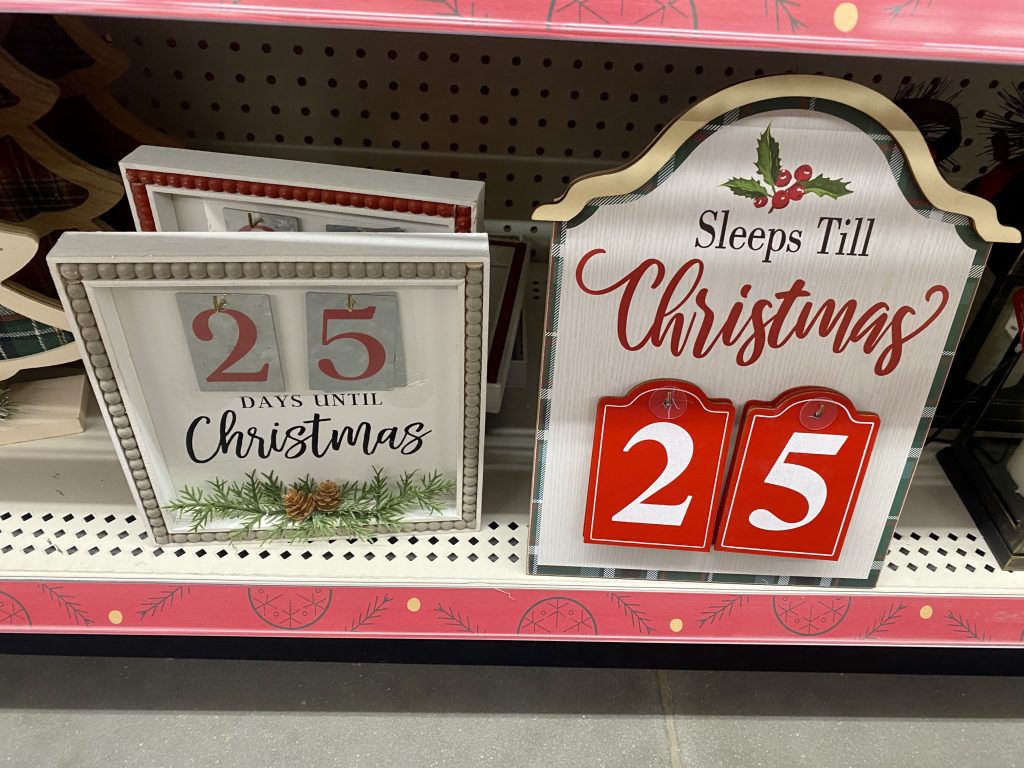 25
DAYS UNTIL
Christmas
Sleeps Till
Christmas
25